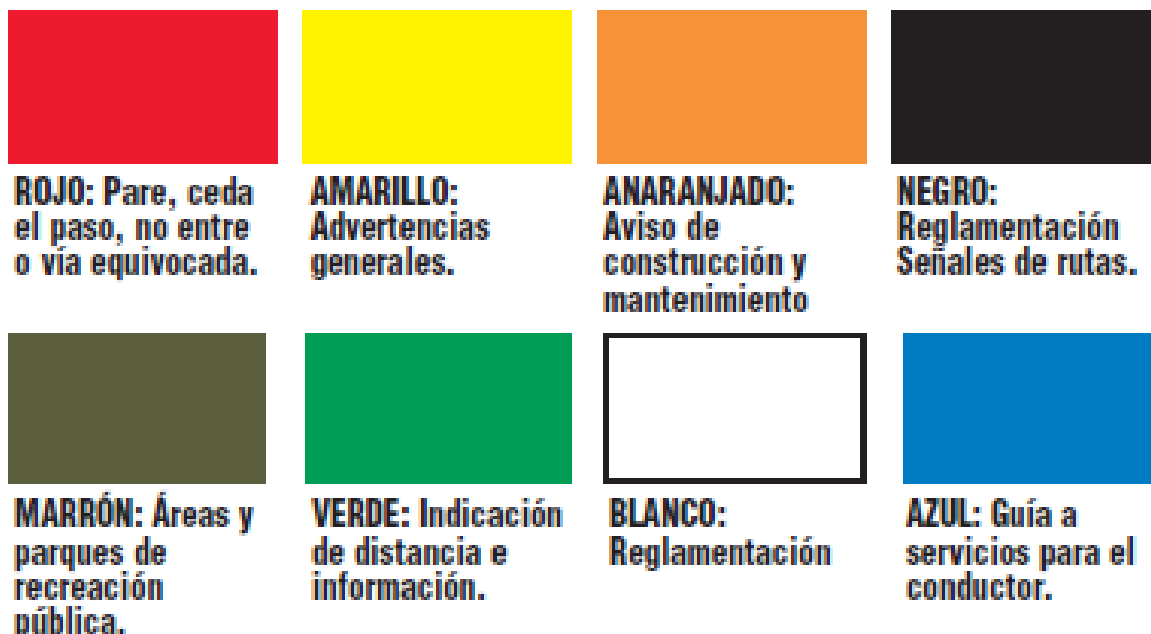 ROJO: Pare, ceda
el paso, no entre
o vía equivocada.
AMARILLO:
Advertencias
generales.
ANARANJADO:
Aviso de
construcción y
mantenimiento
NEGRO:
Reglamentación
Señales de rutas.
MARRÓN: Áreas y
parques de
recreación
pública.
VERDE: Indicación
de distancia e
información.
BLANCO:
Reglamentación
AZUL: Guía a
servicios para el
conductor.